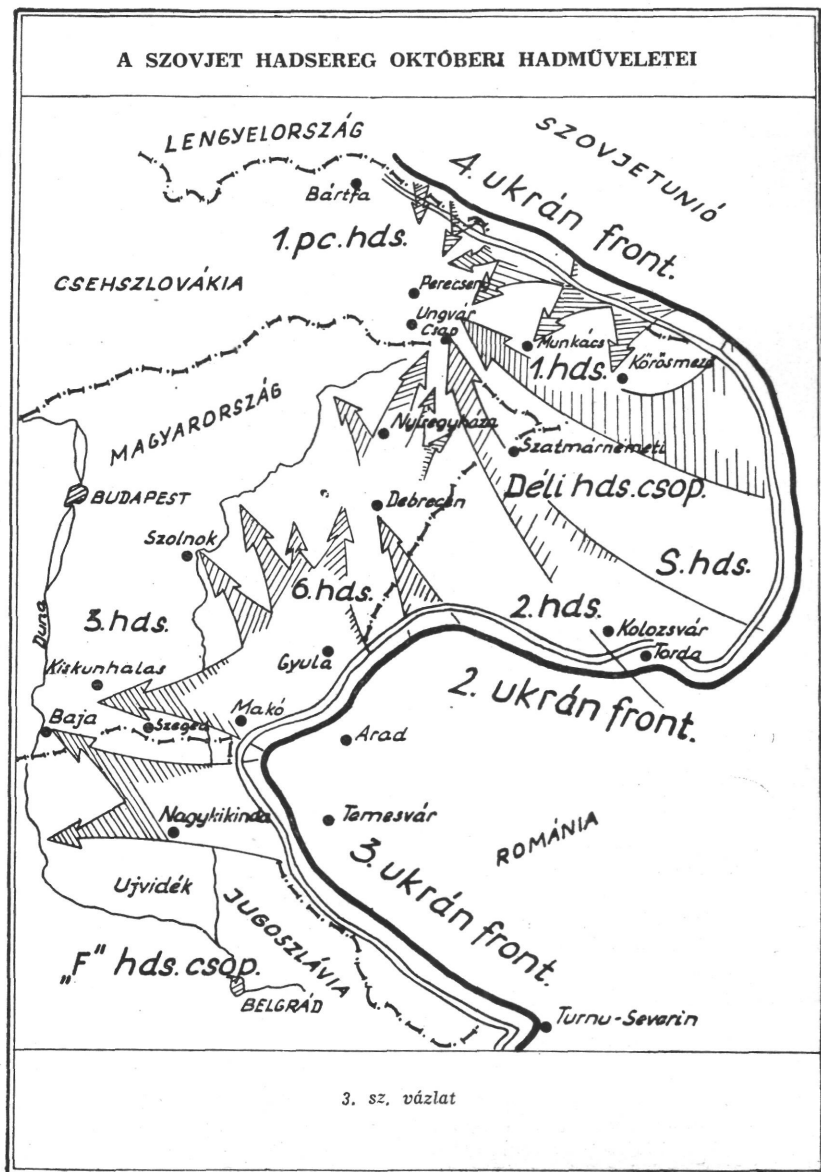 A SZOVJET HADSEREG OKTÓBERI HADMŰVELETEI
LENGYELORSZÁG
SZOVJETUNIÓ
4. ukrán front.
Bártfa
1. pc. hds.
CSEHSZLOVÁKIA
Perecseny
Ungvár
Csap
Munkács
1. hds.
Kőrösmező
MAGYARORSZÁG
Nyíregyháza
Szatmárnémeti
BUDAPEST
Déli hds. csop.
Debrecen
Szolnok
S. hds.
6. hds.
2. hds.
3. hds.
Duna
Kolozsvár
Torda
Gyula
Kiskunhalas
2. ukrán front.
Makó
Baja
Szeged
Arad
Nagykikinda
Temesvár
ROMÁNIA
3. ukrán front.
Ujvidék
JUGOSZLÁVIA
„F" hds. csop.
BELGRÁD
Turnu-Severin
3. sz. vázlat